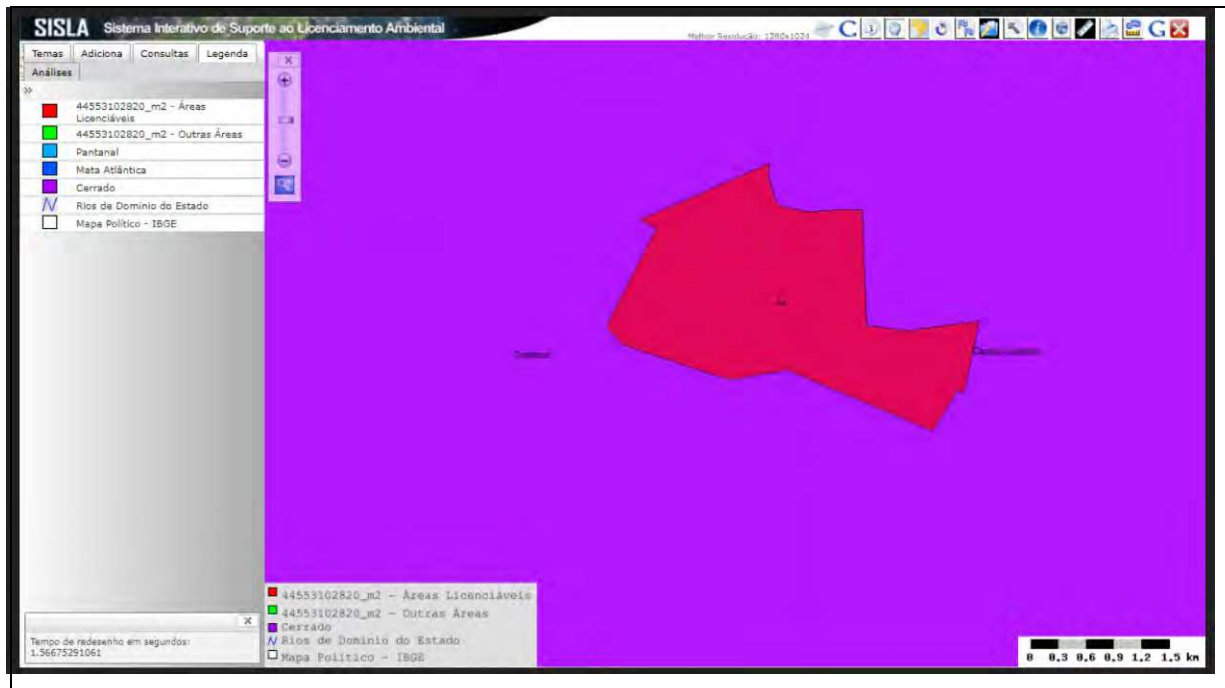 SISLA Sistema Interativo de Suporte ao Licenciamento Ambiental
Melhor Resolução: 1280x1024
Temas Adiciona Consultas Legenda
Análises
44553102820_m2 - Áreas
Licenciáveis
44553102820_m2 - Outras Áreas
Pantanal
Mata Atlântica
Cerrado
Rios de Dominio do Estado
Mapa Político - IBGE
44553102820_m2 - Áreas Licenciáveis
44553102820_m2 - Outras Áreas
Cerrado
Rios de Dominio do Estado
Mapa Político - IBGE
Tempo de redesenho em segundos:
1.56675291061
0 0.3 0.6 0.9 1.2 1.5 km